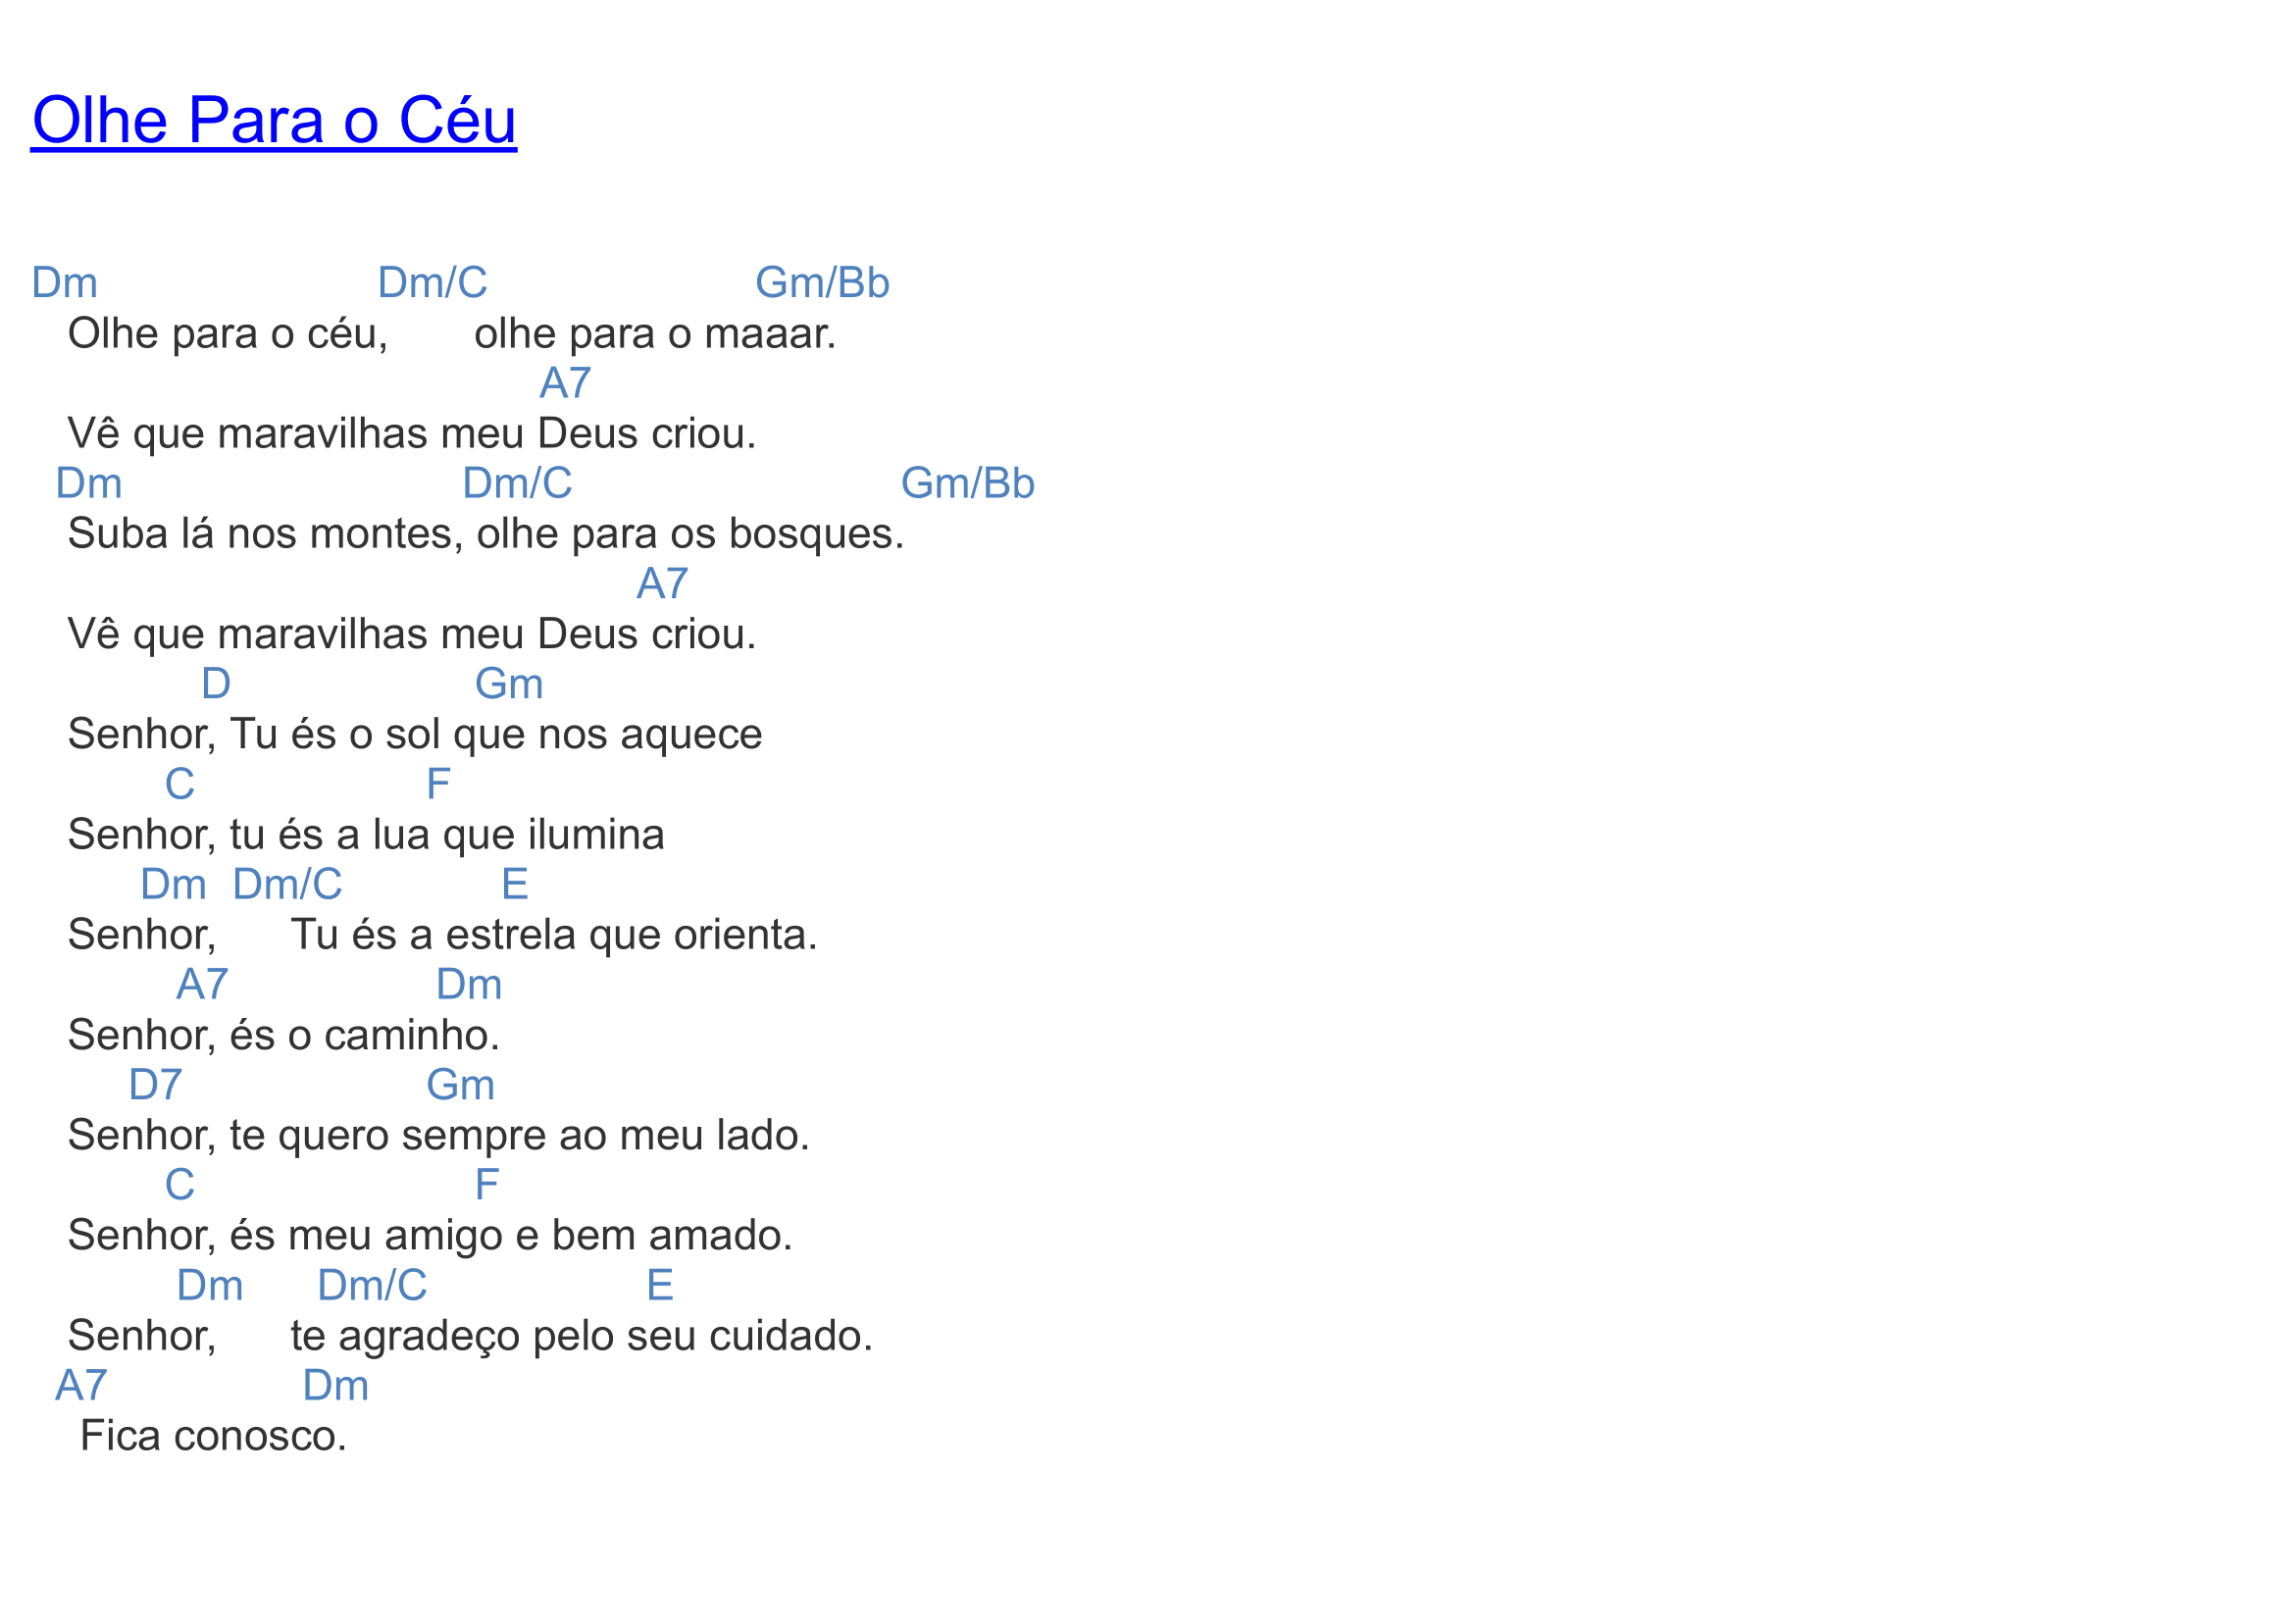 Olhe Para o Céu
Dm Dm/C Gm/Bb
Olhe para o céu, olhe para o maaar.
A7
Vê que maravilhas meu Deus criou.
Dm Dm/C Gm/Bb
Suba lá nos montes, olhe para os bosques.
A7
Vê que maravilhas meu Deus criou.
D Gm
Senhor, Tu és o sol que nos aquece
C F
Senhor, tu és a lua que ilumina
Dm Dm/C E
Senhor, Tu és a estrela que orienta.
A7 Dm
Senhor, és o caminho.
D7 Gm
Senhor, te quero sempre ao meu lado.
C F
Senhor, és meu amigo e bem amado.
Dm Dm/C E
Senhor, te agradeço pelo seu cuidado.
A7 Dm
Fica conosco.